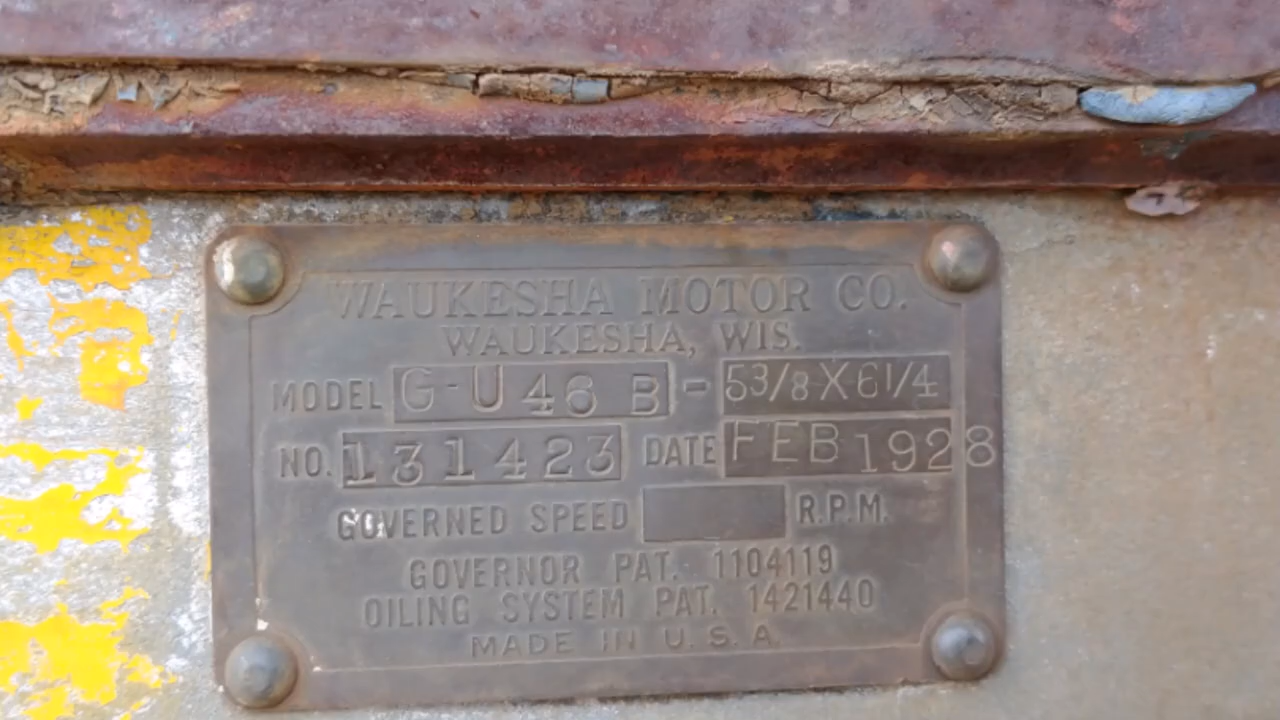 WAUKESHA MOTOR CO.
WAUKESHA, WIS.
MODEL G-U 46 B - 5 3/8 X 6 1/4
NO. 131423 DATE FEB 1928
GOVERNED SPEED R.P.M.
GOVERNOR PAT. 1104119
OILING SYSTEM PAT. 1421440
MADE IN U.S.A.